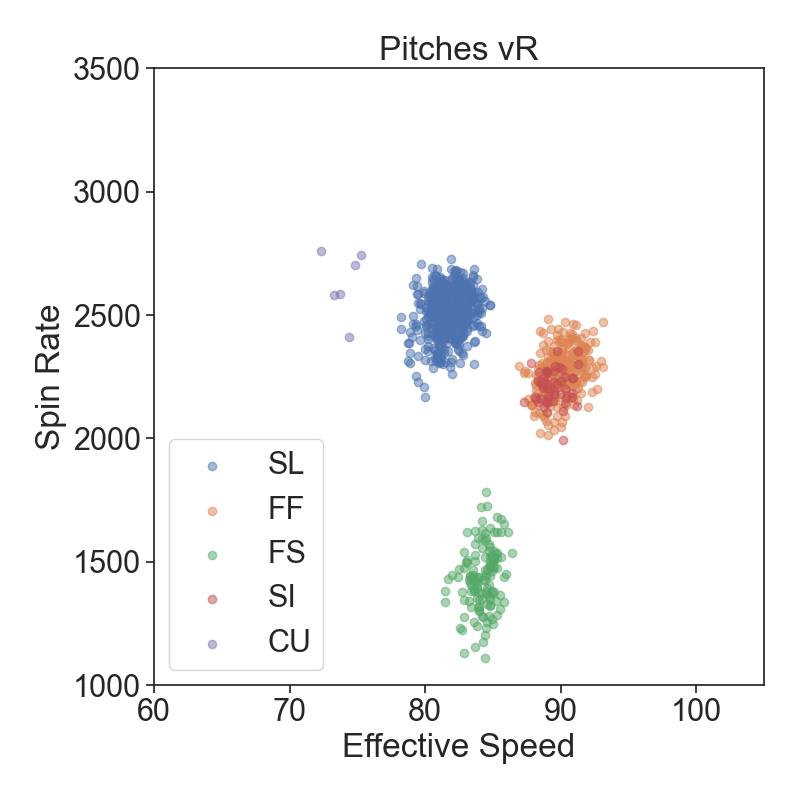 Pitches vR
3500
3000
2500
2000
1500
1000
Spin Rate
SL
FF
FS
SI
CU
60 70 80 90 100
Effective Speed